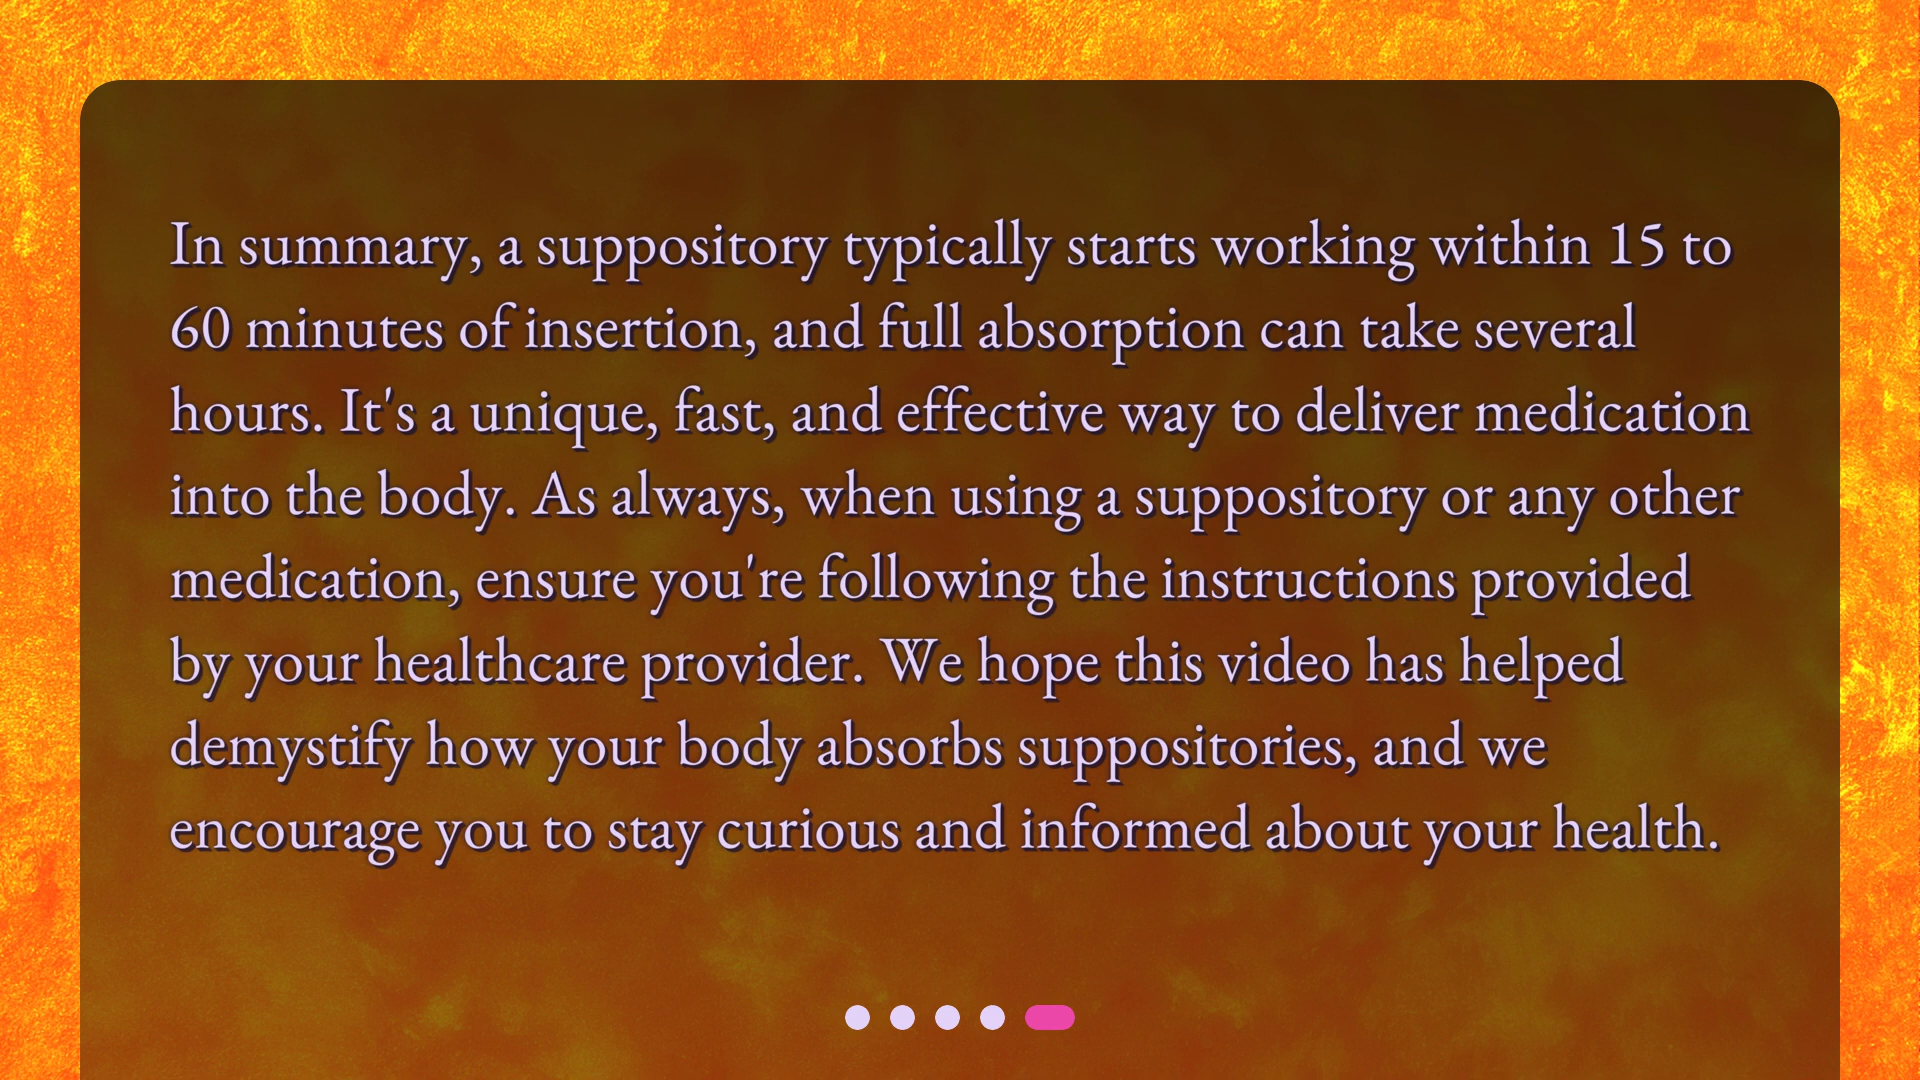 In summary, a suppository typically starts working within 15 to
60 minutes of insertion, and full absorption can take several
hours. It's a unique, fast, and effective way to deliver medication
into the body. As always, when using a suppository or any other
medication, ensure you're following the instructions provided
by your healthcare provider. We hope this video has helped
demystify how your body absorbs suppositories, and we
encourage you to stay curious and informed about your health.